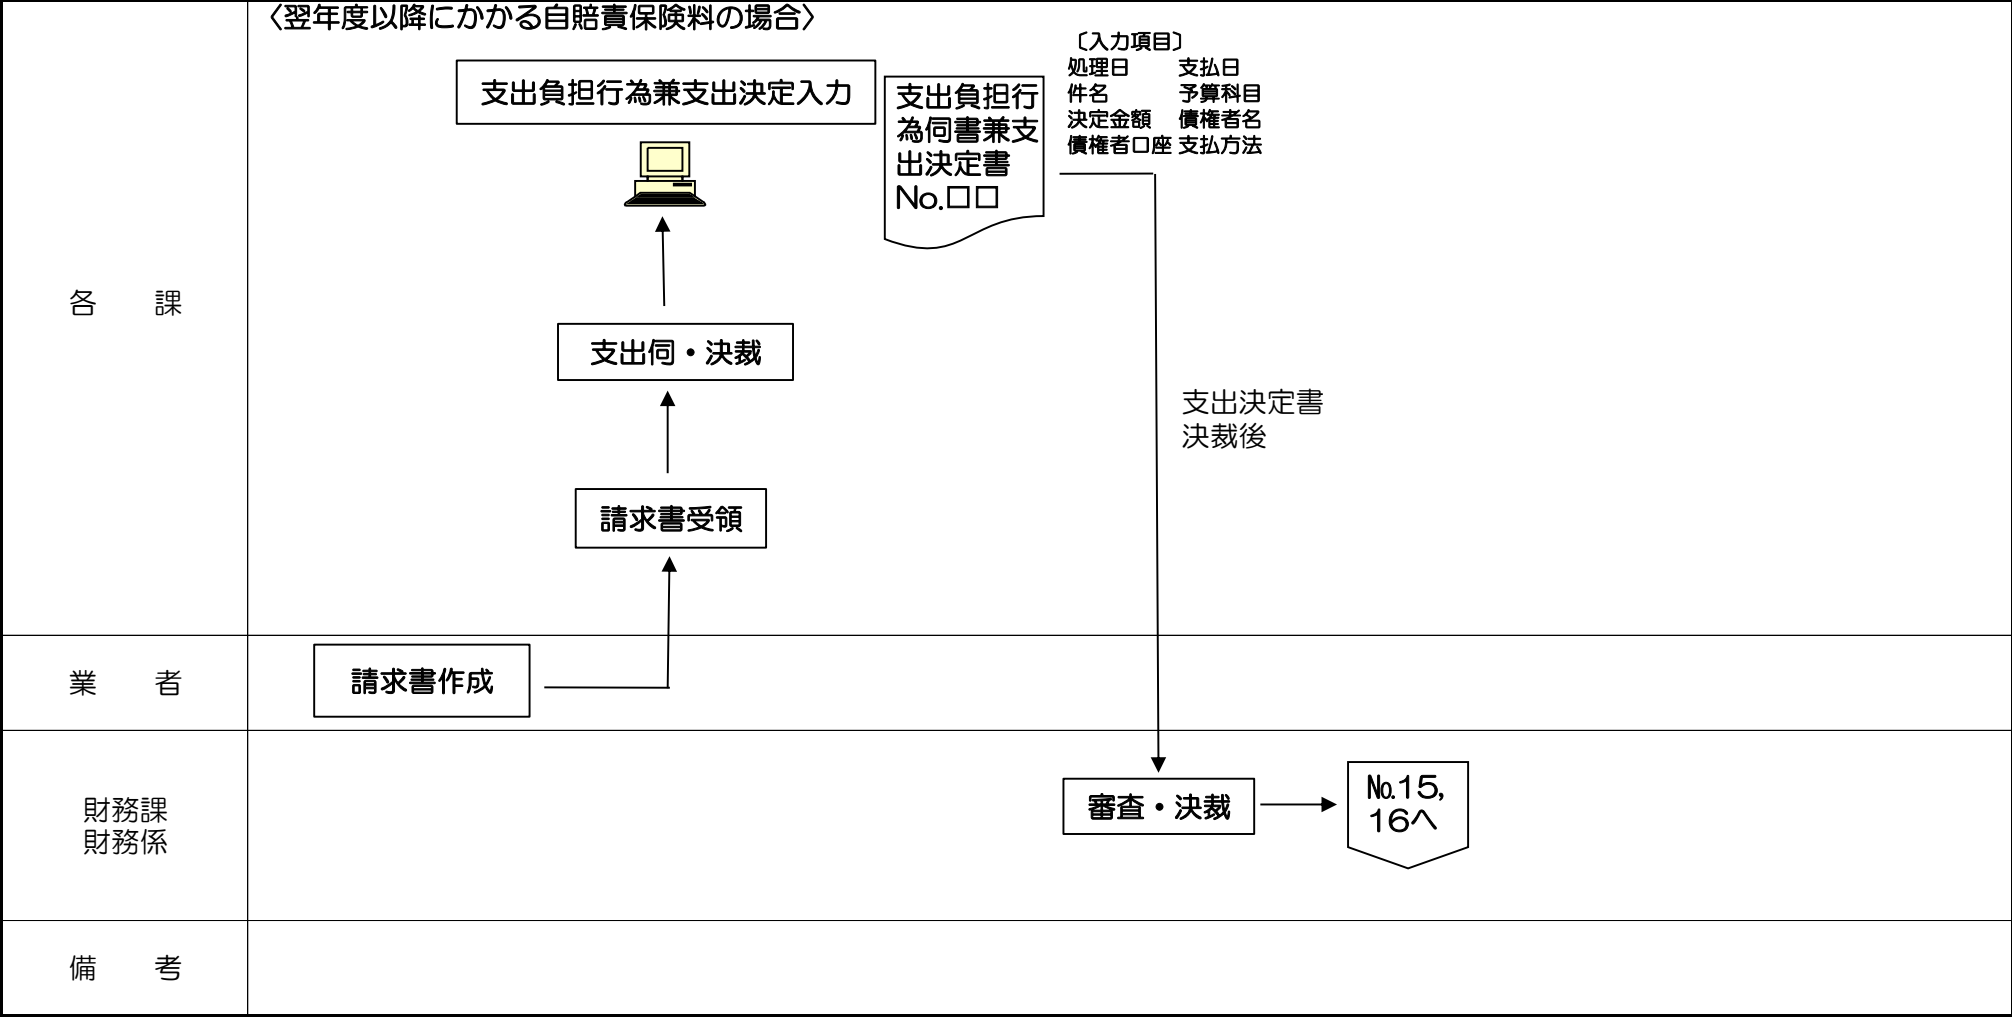 〈翌年度以降にかかる自賠責保険料の場合〉
各　　課
支出負担行為兼支出決定入力
支出負担行
為伺書兼支
出決定書
No.□□
〔入力項目〕
処理日　　支払日
件名　　　予算科目
決定金額　債権者名
債権者口座 支払方法
支出伺・決裁
支出決定書
決裁後
請求書受領
業　　者
請求書作成
財務課
財務係
審査・決裁
№15,
16へ
備　　考